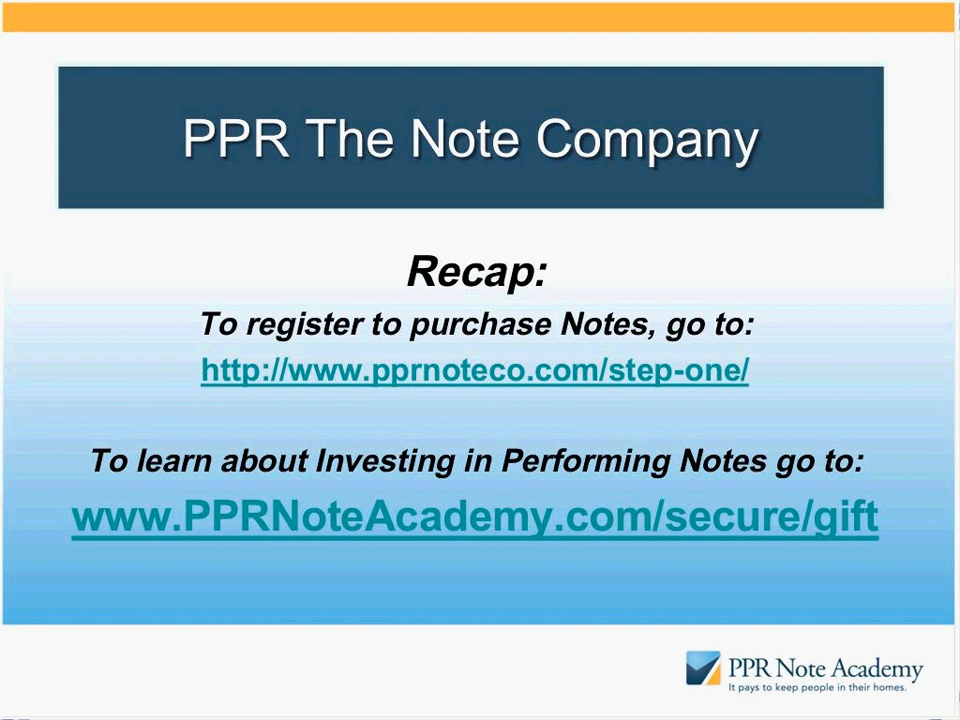 PPR The Note Company
Recap:
To register to purchase Notes, go to:
http://www.pprnoteco.com/step-one/
To learn about Investing in Performing Notes go to:
www.PPRNoteAcademy.com/secure/gift
PPR Note Academy
It pays to keep people in their homes.